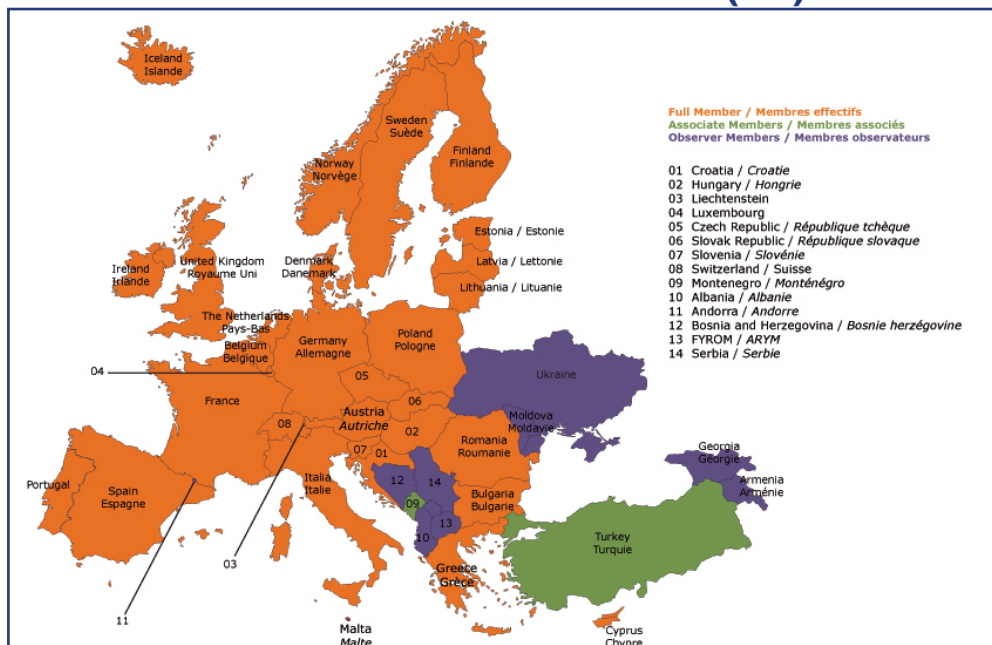 Iceland
Islande
Sweden
Suède
Finland
Finlande
Norway
Norvège
Estonia / Estonie
Latvia / Lettonie
Lithuania / Lituanie
Denmark
Danemark
United Kingdom
Royaume Uni
Ireland
Irlande
The Netherlands
Pays-Bas
Belgium
Belgique
Germany
Allemagne
Poland
Pologne
04
05
06
France
Austria
Autriche
08
02
07
01
Ukraine
Moldova
Moldavie
Romania
Roumanie
Portugal
Spain
Espagne
Italia
Italie
12
14
09
13
10
Bulgaria
Bulgarie
Georgia
Géorgie
Armenia
Arménie
Turkey
Turquie
Greece
Grèce
03
11
Malta
Malte
Cyprus
Chypre
Full Member / Membres effectifs
Associate Members / Membres associés
Observer Members / Membres observateurs
01 Croatia / Croatie
02 Hungary / Hongrie
03 Liechtenstein
04 Luxembourg
05 Czech Republic / République tchèque
06 Slovak Republic / République slovaque
07 Slovenia / Slovénie
08 Switzerland / Suisse
09 Montenegro / Monténégro
10 Albania / Albanie
11 Andorra / Andorre
12 Bosnia and Herzegovina / Bosnie herzégovine
13 FYROM / ARYM
14 Serbia / Serbie